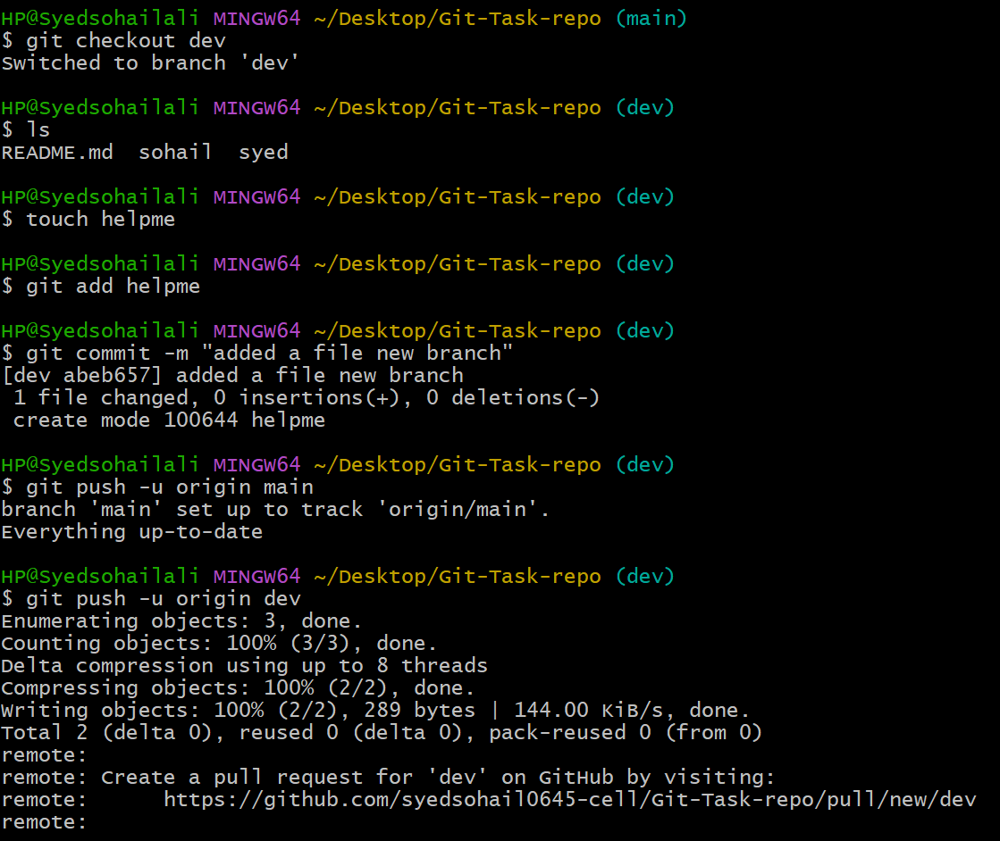 HP@Syedsohailali MINGW64 ~/Desktop/Git-Task-repo (main)
$ git checkout dev
Switched to branch 'dev'
HP@Syedsohailali MINGW64 ~/Desktop/Git-Task-repo (dev)
$ ls
README.md  sohail  syed
HP@Syedsohailali MINGW64 ~/Desktop/Git-Task-repo (dev)
$ touch helpme
HP@Syedsohailali MINGW64 ~/Desktop/Git-Task-repo (dev)
$ git add helpme
HP@Syedsohailali MINGW64 ~/Desktop/Git-Task-repo (dev)
$ git commit -m "added a file new branch"
[dev abeb657] added a file new branch
 1 file changed, 0 insertions(+), 0 deletions(-)
 create mode 100644 helpme
HP@Syedsohailali MINGW64 ~/Desktop/Git-Task-repo (dev)
$ git push -u origin main
branch 'main' set up to track 'origin/main'.
Everything up-to-date
HP@Syedsohailali MINGW64 ~/Desktop/Git-Task-repo (dev)
$ git push -u origin dev
Enumerating objects: 3, done.
Counting objects: 100% (3/3), done.
Delta compression using up to 8 threads
Compressing objects: 100% (2/2), done.
Writing objects: 100% (2/2), 289 bytes | 144.00 KiB/s, done.
Total 2 (delta 0), reused 0 (delta 0), pack-reused 0 (from 0)
remote:
remote: Create a pull request for 'dev' on GitHub by visiting:
remote:      https://github.com/syedsohail0645-cell/Git-Task-repo/pull/new/dev
remote: